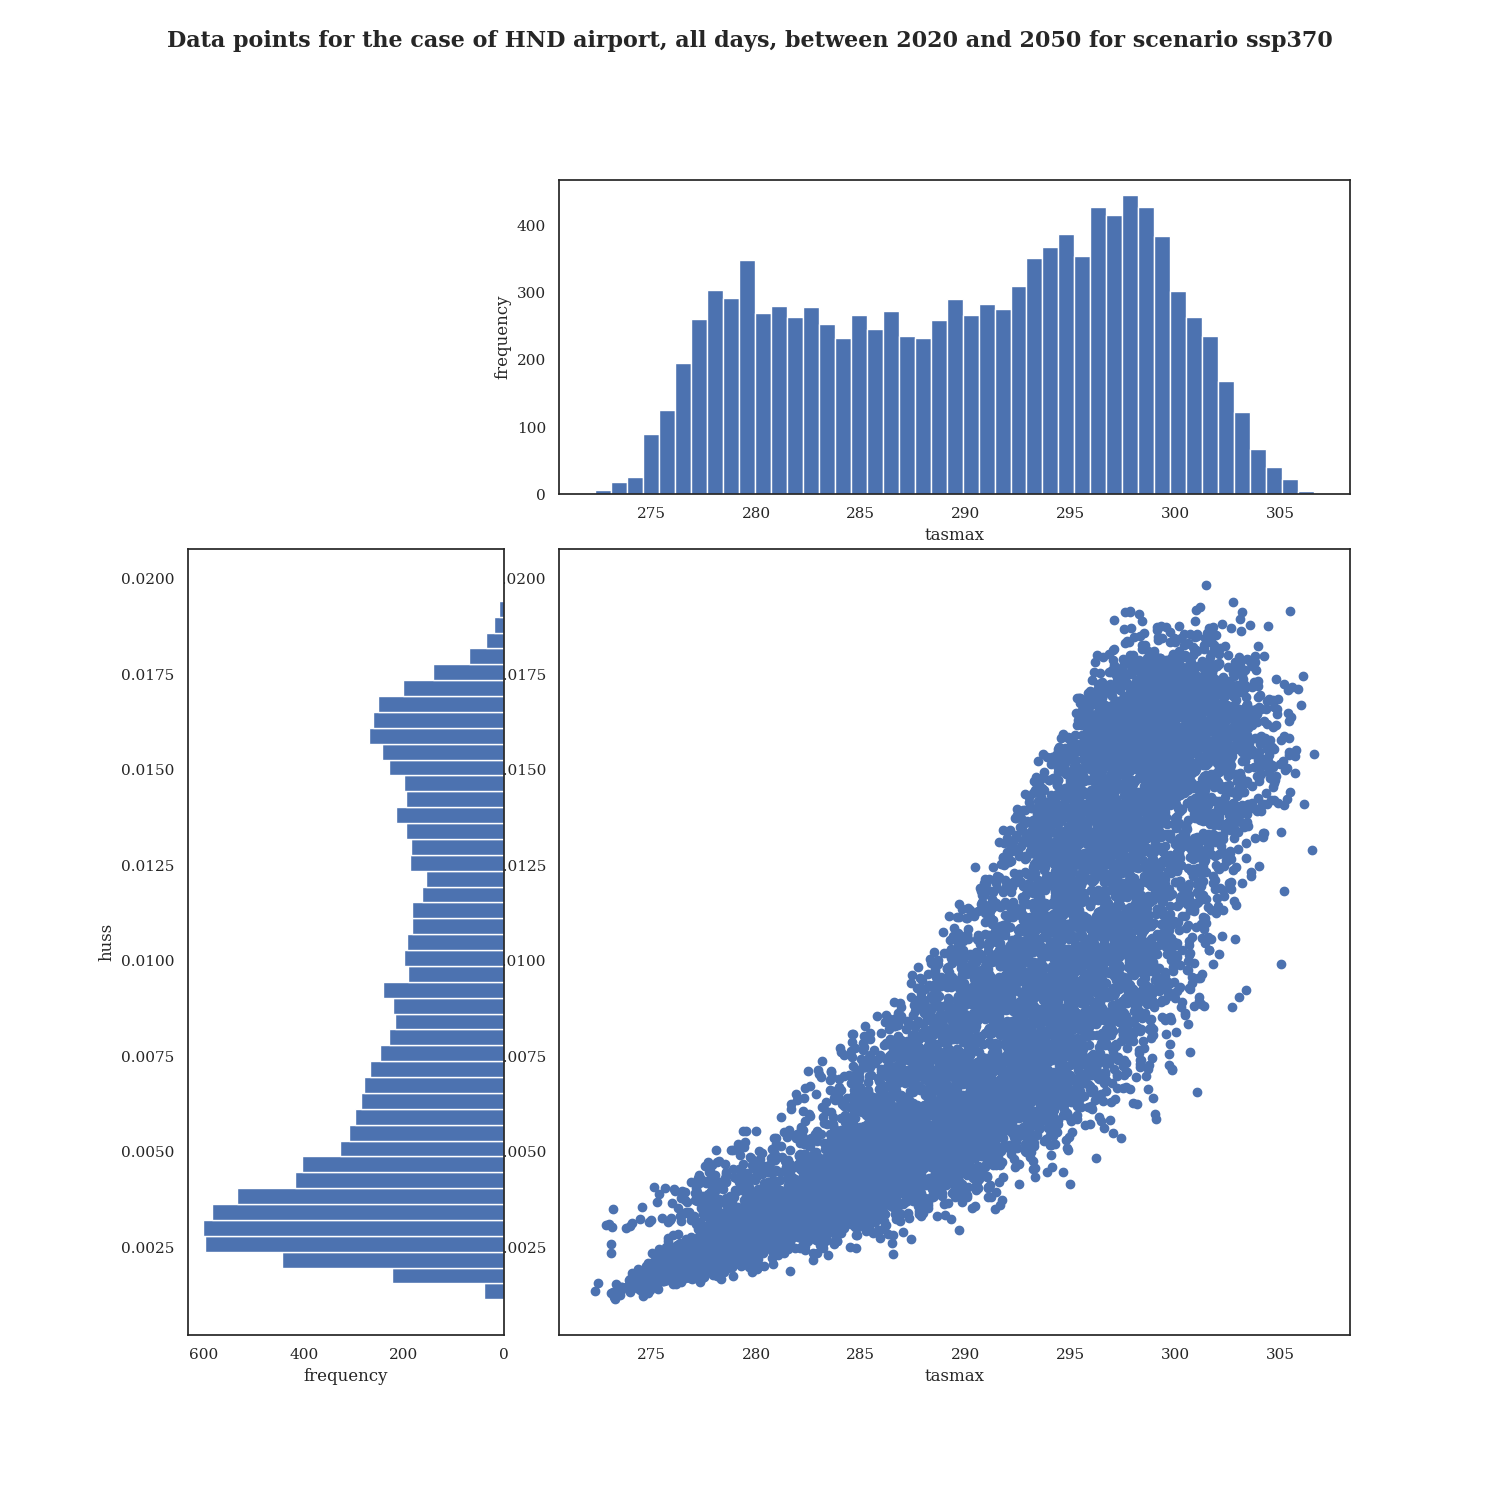 Data points for the case of HND airport, all days, between 2020 and 2050 for scenario ssp370
400
300
200
100
0
frequency
275 280 285 290 295 300 305
tasmax
0.0200
0.0175
0.0150
0.0125
0.0100
0.0075
0.0050
0.0025
huss
600 400 200 0
frequency
0200
.0175
.0150
.0125
0100
.0075
.0050
.0025
275 280 285 290 295 300 305
tasmax